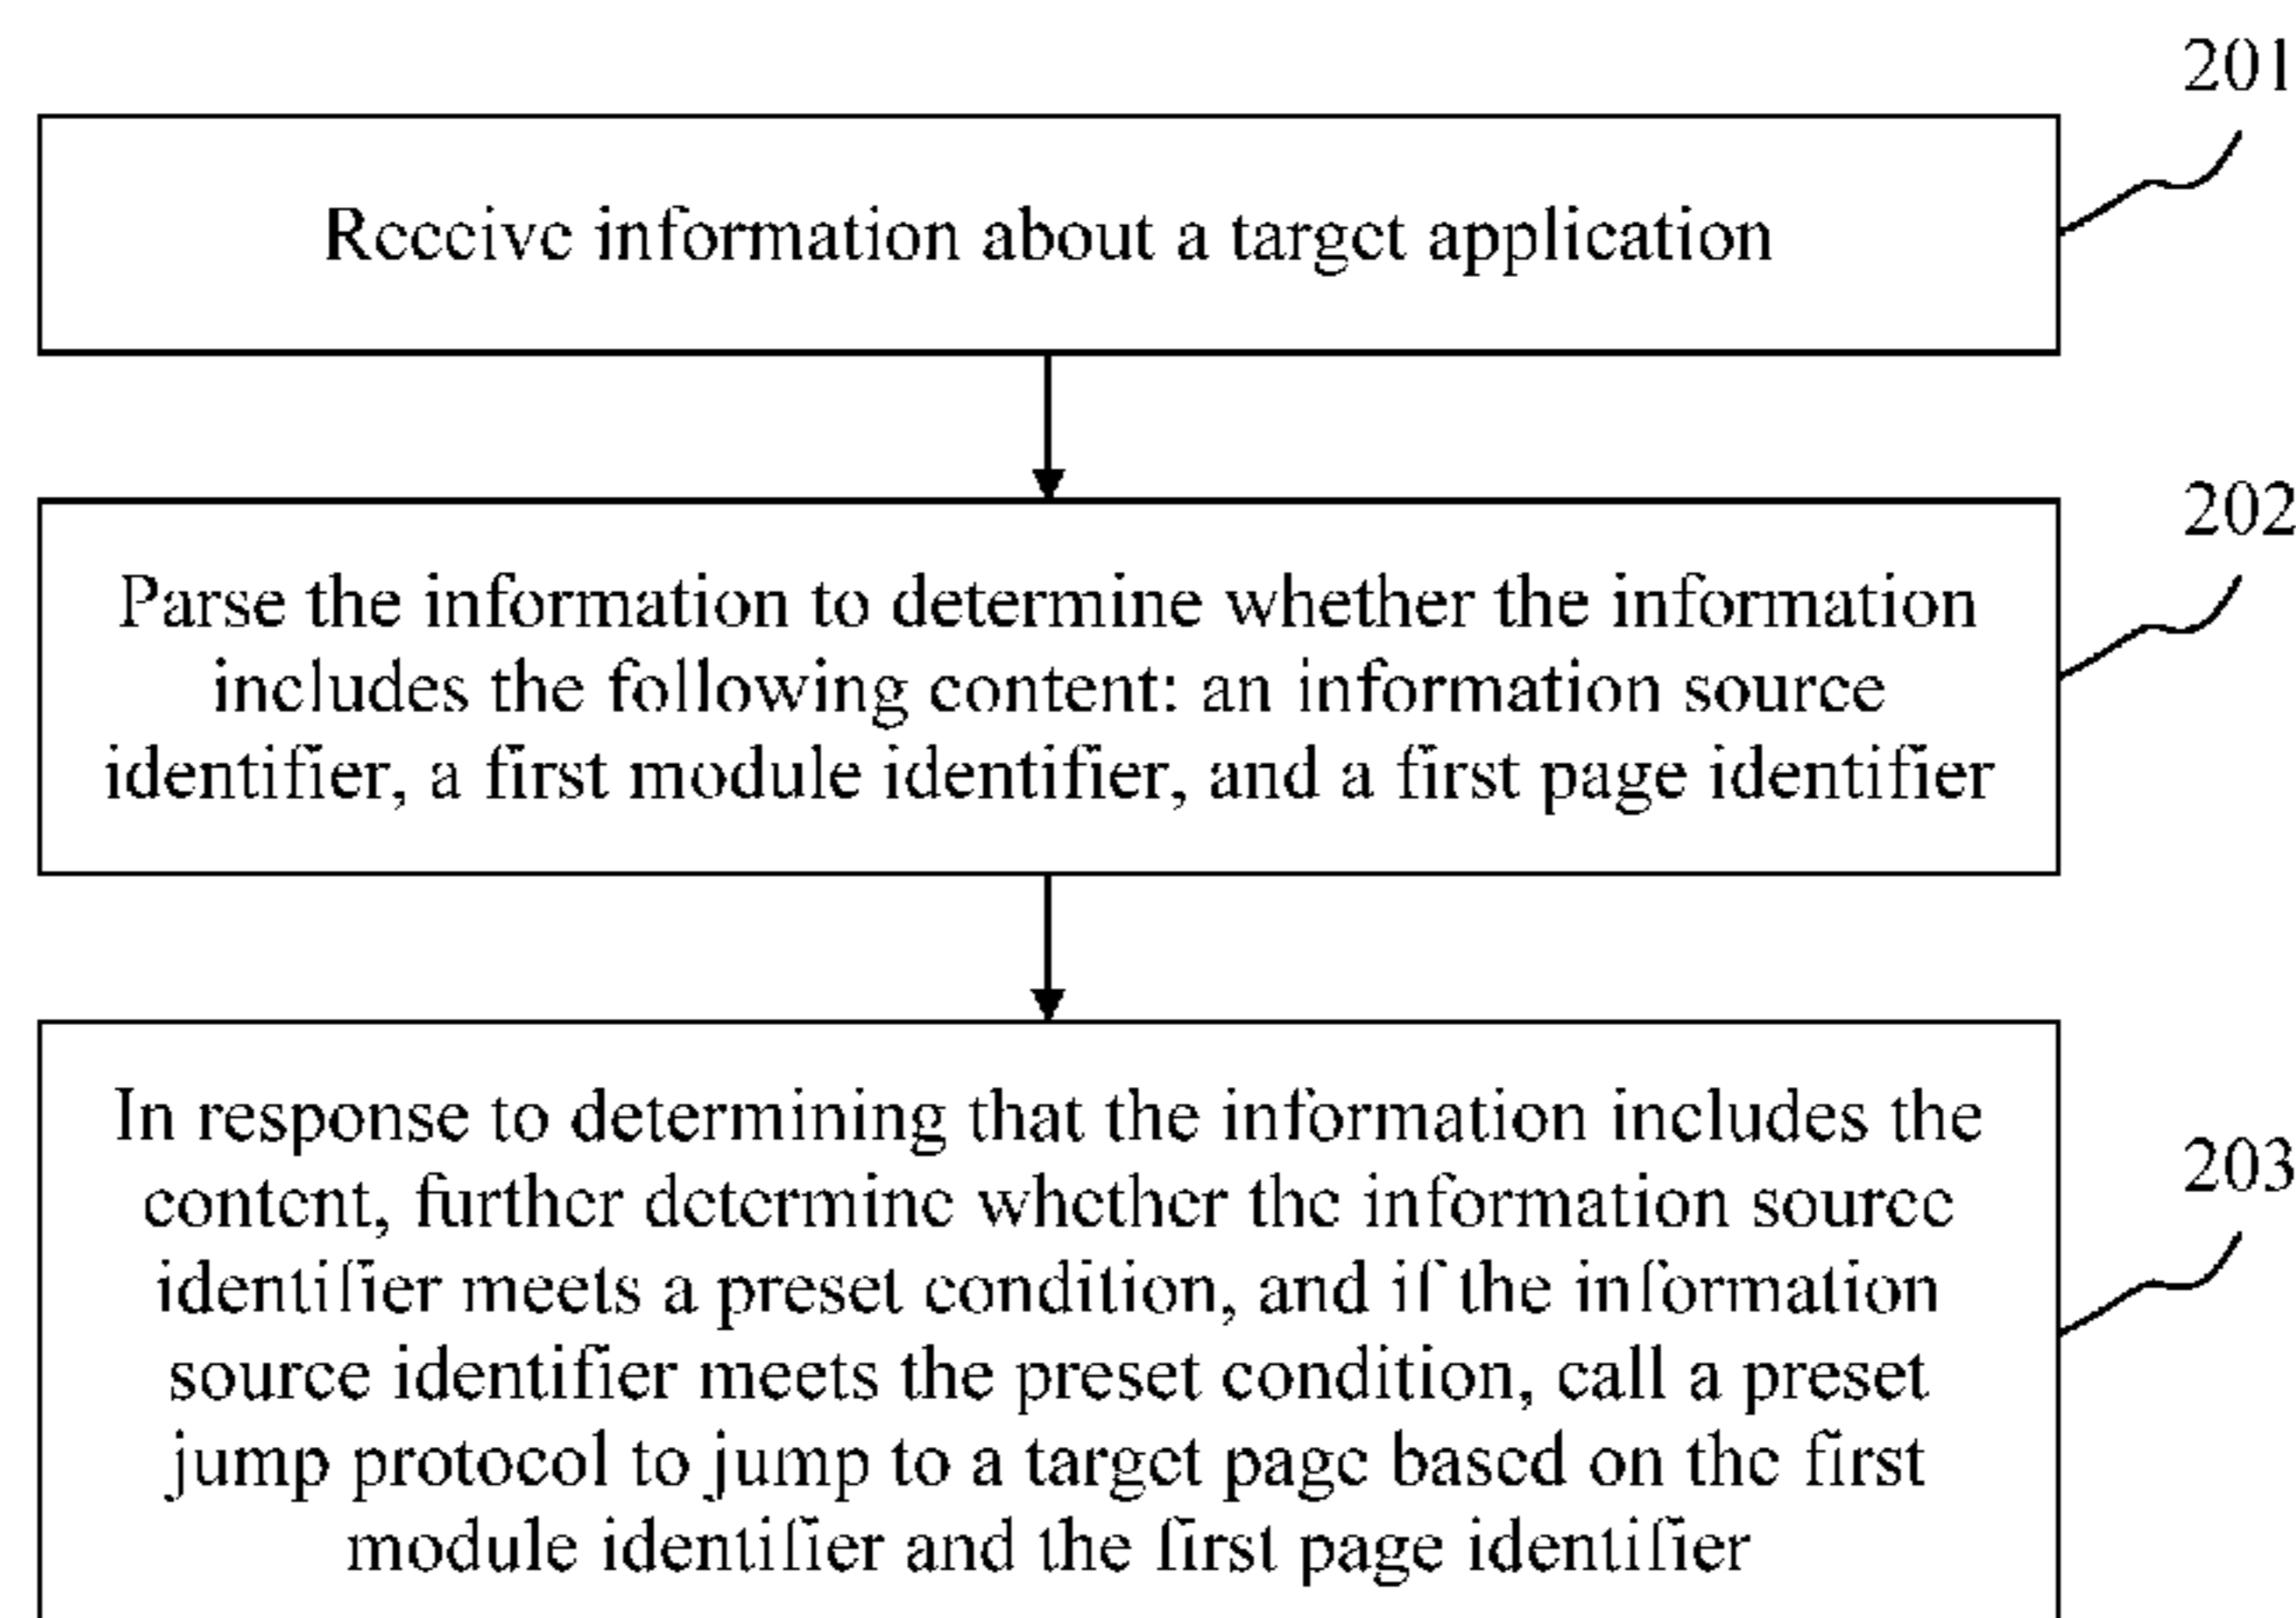 201
Receive information about a target application
202
Parse the information to determine whether the information
includes the following content: an information source
identifier, a first module identifier, and a first page identifier
In response to determining that the information includes the
203
content, further determine whether the information source
identifier meets a preset condition, and if the information
source identifier meets the preset condition, call a preset
jump protocol to jump to a target page based on the first
module identifier and the first page identifier